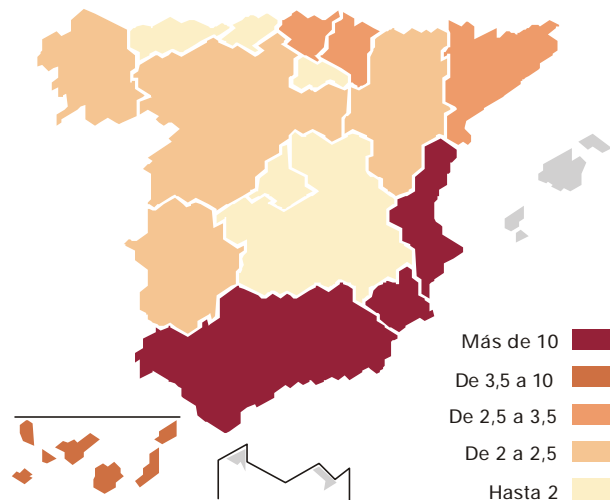 Más de 10
De 3,5 a 10
De 2,5 a 3,5
De 2 a 2,5
Hasta 2